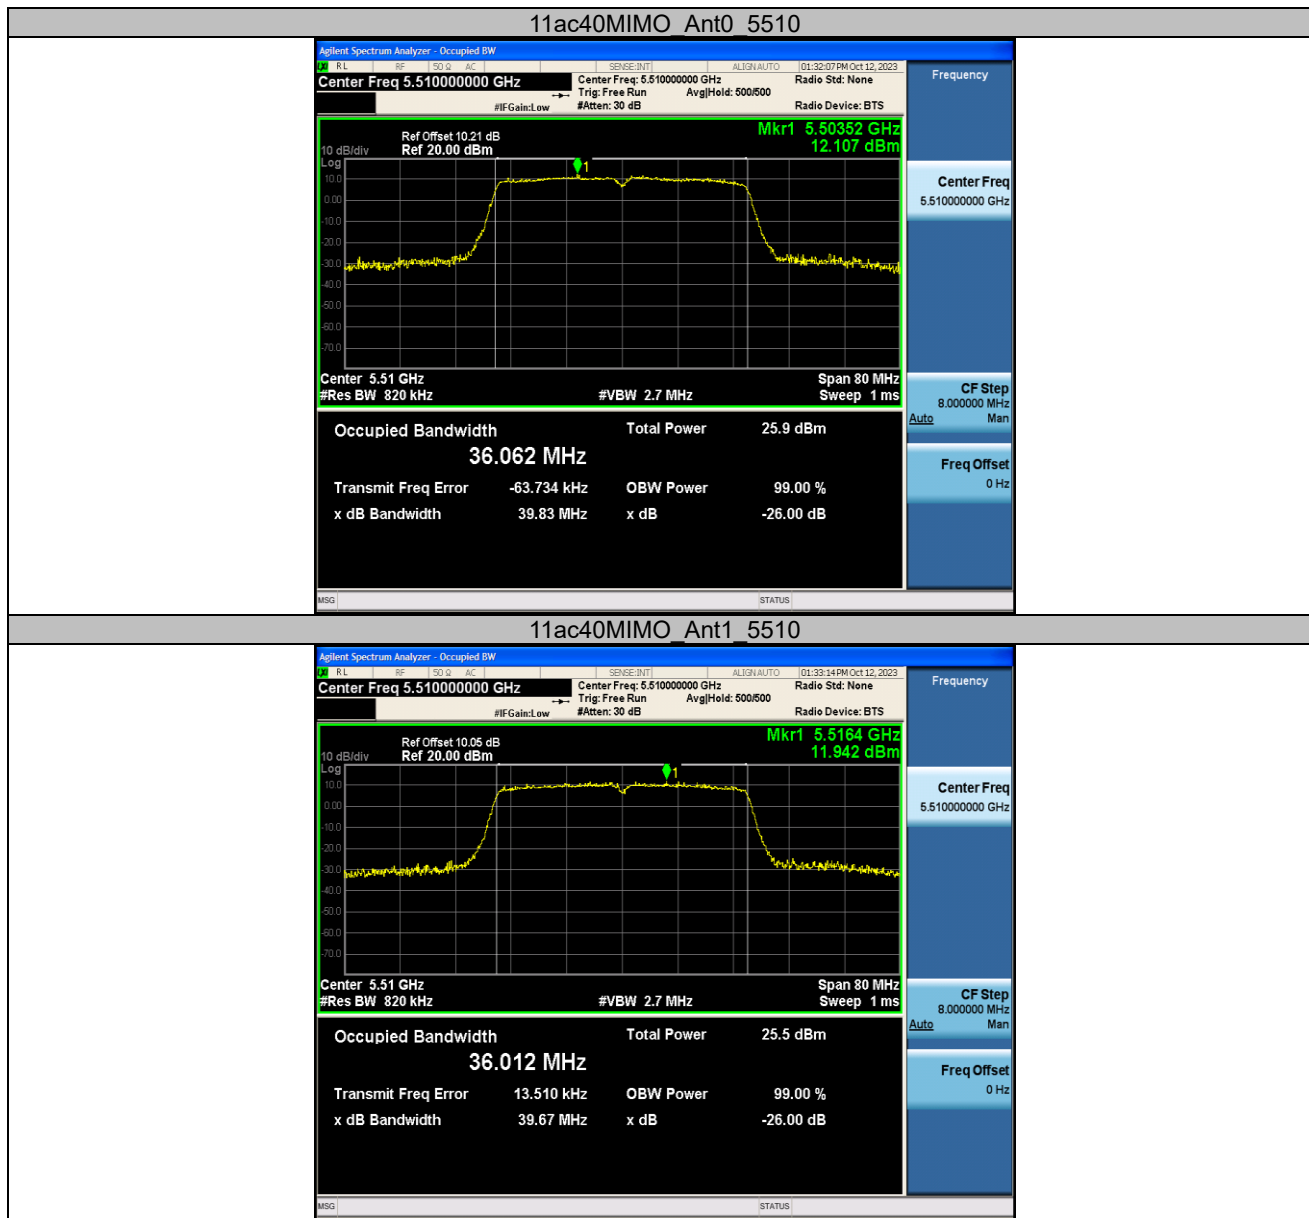 11ac40MIMO_Ant0_5510
Agilent Spectrum Analyzer - Occupied BW
RL RF 50 Ω AC SENSE:INT ALIGN AUTO 01:32:07 PM Oct 12, 2023
Center Freq 5.510000000 GHz
Center Freq: 5.510000000 GHz Radio Std: None
Trig: Free Run Avg|Hold: 500/500
#IFGain:Low #Atten: 30 dB Radio Device: BTS
Frequency
Mkr1 5.50352 GHz
12.107 dBm
Ref Offset 10.21 dB
10 dB/div Ref 20.00 dBm
Log
1
10.0
0.00
-10.0
-20.0
-30.0
-40.0
-50.0
-60.0
-70.0
Center 5.51 GHz Span 80 MHz
#Res BW 820 kHz #VBW 2.7 MHz Sweep 1 ms
Center Freq
5.510000000 GHz
CF Step
8.000000 MHz
Auto Man
Freq Offset
0 Hz
Occupied Bandwidth Total Power 25.9 dBm
36.062 MHz
Transmit Freq Error -63.734 kHz OBW Power 99.00 %
x dB Bandwidth 39.83 MHz x dB -26.00 dB
MSG STATUS
11ac40MIMO_Ant1_5510
Agilent Spectrum Analyzer - Occupied BW
RL RF 50 Ω AC SENSE:INT ALIGN AUTO 01:33:14 PM Oct 12, 2023
Center Freq 5.510000000 GHz
Center Freq: 5.510000000 GHz Radio Std: None
Trig: Free Run Avg|Hold: 500/500
#IFGain:Low #Atten: 30 dB Radio Device: BTS
Frequency
Mkr1 5.5164 GHz
11.942 dBm
Ref Offset 10.05 dB
10 dB/div Ref 20.00 dBm
Log
1
10.0
0.00
-10.0
-20.0
-30.0
-40.0
-50.0
-60.0
-70.0
Center 5.51 GHz Span 80 MHz
#Res BW 820 kHz #VBW 2.7 MHz Sweep 1 ms
Center Freq
5.510000000 GHz
CF Step
8.000000 MHz
Auto Man
Freq Offset
0 Hz
Occupied Bandwidth Total Power 25.5 dBm
36.012 MHz
Transmit Freq Error 13.510 kHz OBW Power 99.00 %
x dB Bandwidth 39.67 MHz x dB -26.00 dB
MSG STATUS